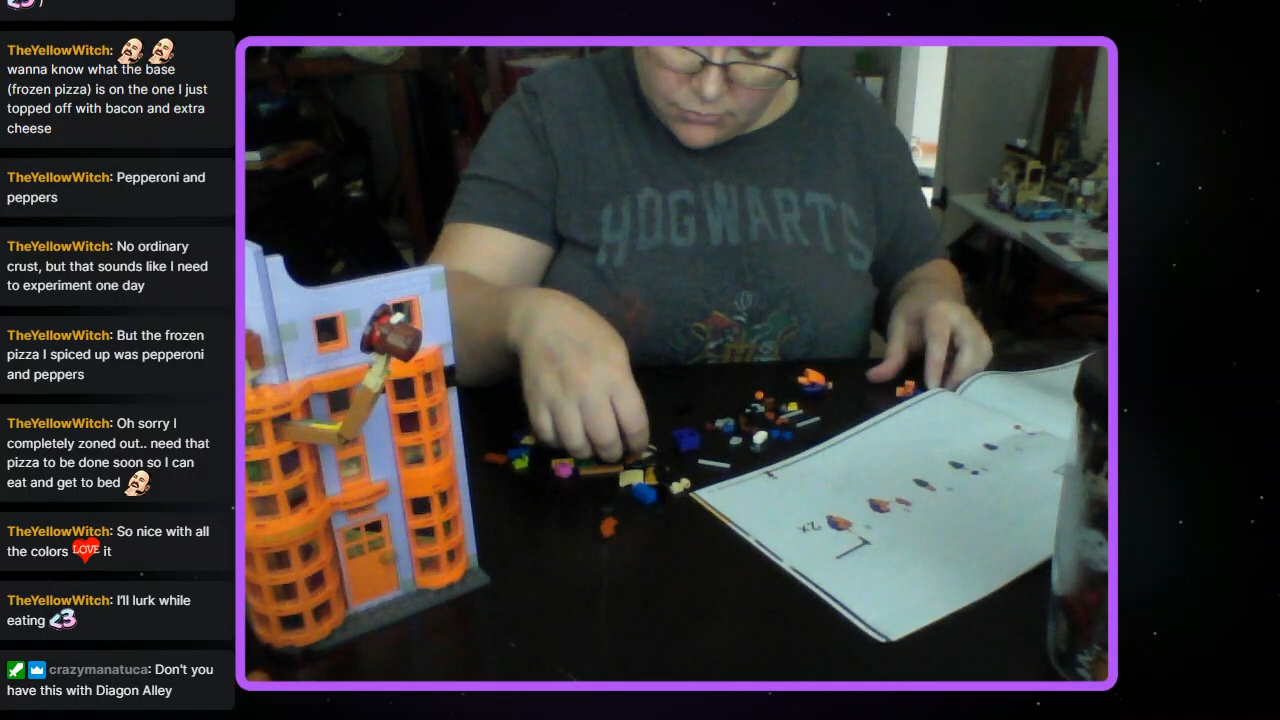 TheYellowWitch:
wanna know what the base
(frozen pizza) is on the one I just
topped off with bacon and extra
cheese
TheYellowWitch: Pepperoni and
peppers
TheYellowWitch: No ordinary
crust, but that sounds like I need
to experiment one day
TheYellowWitch: But the frozen
pizza I spiced up was pepperoni
and peppers
TheYellowWitch: Oh sorry I
completely zoned out.. need that
pizza to be done soon so I can
eat and get to bed
TheYellowWitch: So nice with all
the colors LOVE it
TheYellowWitch: I'll lurk while
eating <3
crazymanatuca: Don't you
have this with Diagon Alley
HOGWARTS
2x